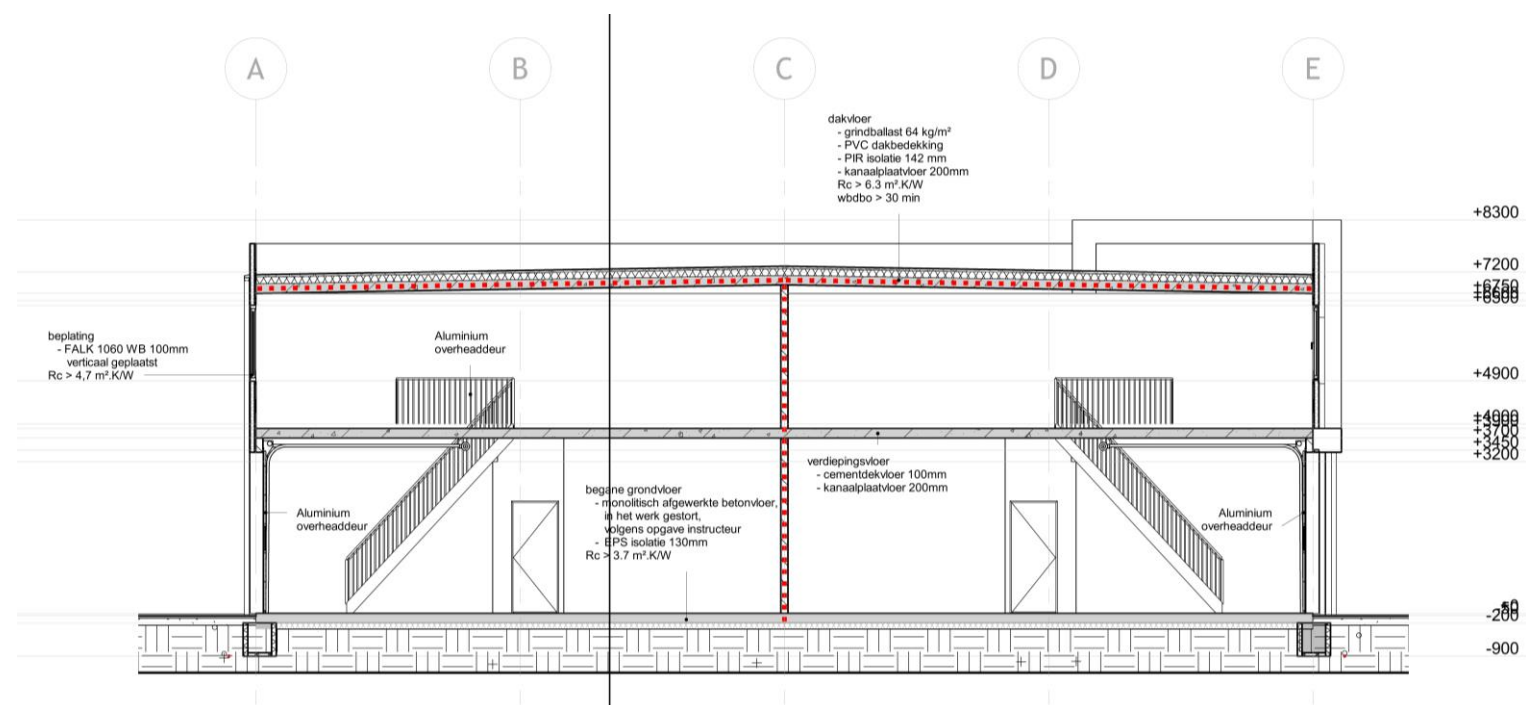 A
B
C
D
E
dakvloer
- grindballast 64 kg/m²
- PVC dakbedekking
- PIR isolatie 142 mm
- kanaalplaatvloer 200mm
Rc > 6.3 m².K/W
wbdbo > 30 min
+8300
+7200
+6750
beplating
- FALK 1060 WB 100mm
verticaal geplaatst
Rc > 4,7 m².K/W
Aluminium
overheaddeur
+4900
+3700
+3450
+3200
verdiepingsvloer
- cementdekvloer 100mm
- kanaalplaatvloer 200mm
begane grondvloer
- monolitisch afgewerkte betonvloer,
in het werk gestort,
volgens opgave instructeur
- EPS isolatie 130mm
Rc > 3.7 m².K/W
Aluminium
overheaddeur
Aluminium
overheaddeur
-200
-900